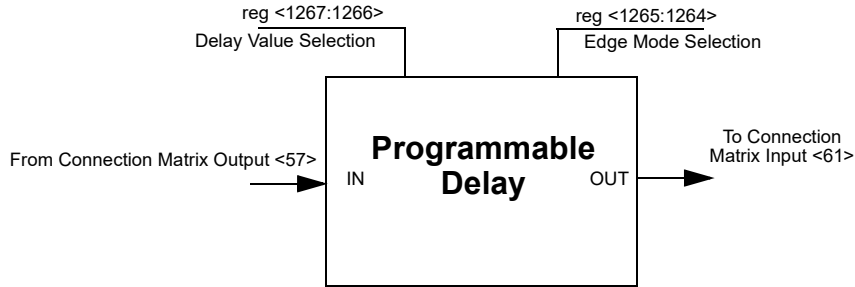 reg <1267:1266>
Delay Value Selection
reg <1265:1264>
Edge Mode Selection
From Connection Matrix Output <57>
IN
Programmable
Delay
OUT
To Connection
Matrix Input <61>